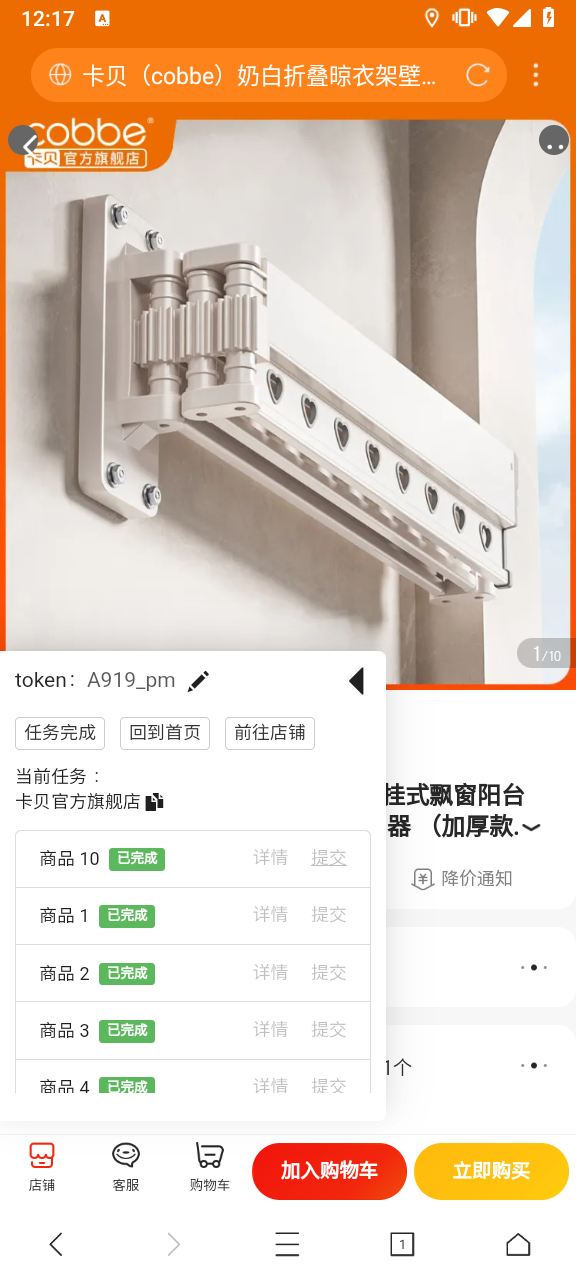 12:17
A
卡贝（cobbe）奶白折叠晾衣架壁...
cobbe®
卡贝 官方旗舰店
1/10
token： A919_pm
任务完成 回到首页 前往店铺
当前任务：
卡贝官方旗舰店
挂式飘窗阳台
器 （加厚款.
降价通知
商品 10 已完成 详情 提交
商品 1 已完成 详情 提交
商品 2 已完成 详情 提交
商品 3 已完成 详情 提交
1个
商品 4 已完成 详情 提交
店铺 客服 购物车 加入购物车 立即购买
1